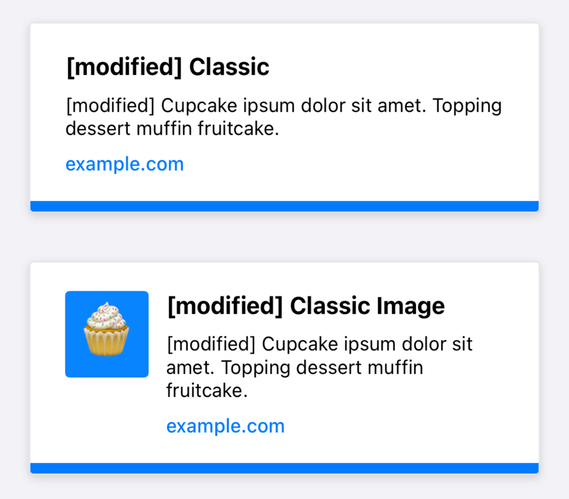 [modified] Classic
[modified] Cupcake ipsum dolor sit amet. Topping
dessert muffin fruitcake.
example.com
[modified] Classic Image
[modified] Cupcake ipsum dolor sit
amet. Topping dessert muffin
fruitcake.
example.com